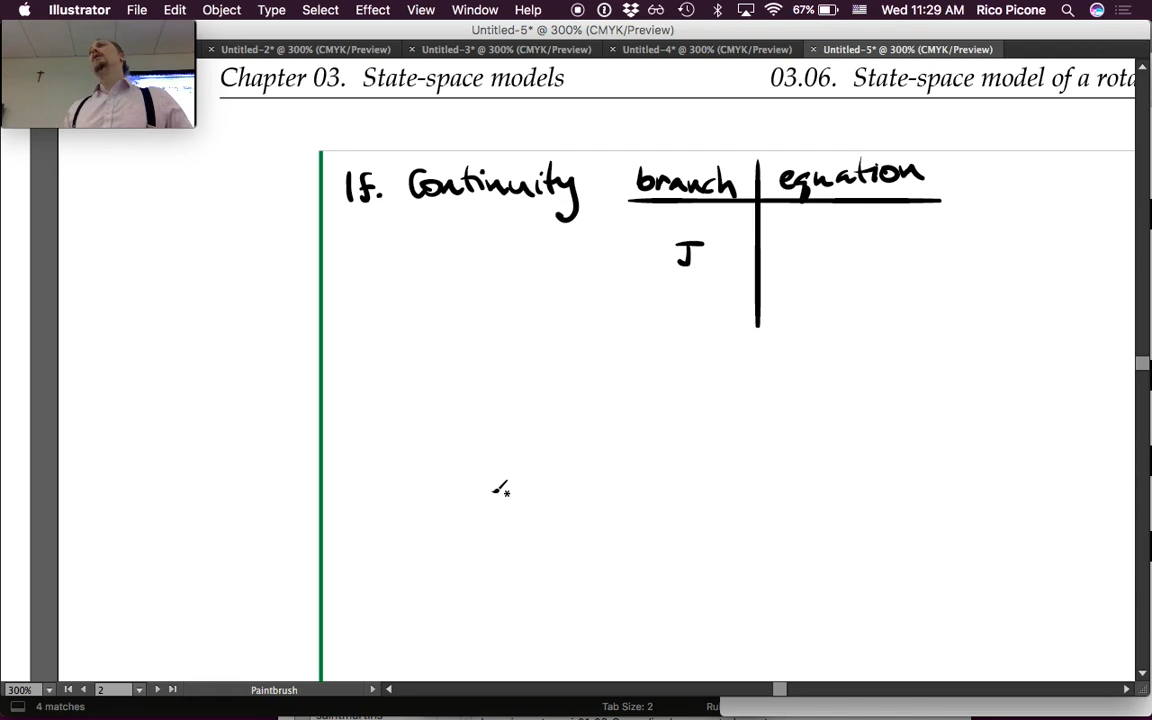 Illustrator File Edit Object Type Select Effect View Window Help 67% Wed 11:29 AM Rico Picone
Untitled-5* @ 300% (CMYK/Preview)
Untitled-2* @ 300% (CMYK/Preview) Untitled-3* @ 300% (CMYK/Preview) Untitled-4* @ 300% (CMYK/Preview) Untitled-5* @ 300% (CMYK/Preview)
Chapter 03. State-space models 03.06. State-space model of a rota
1f. Continuity branch equation
J
300% 2 Paintbrush
4 matches Tab Size: 2 Ru